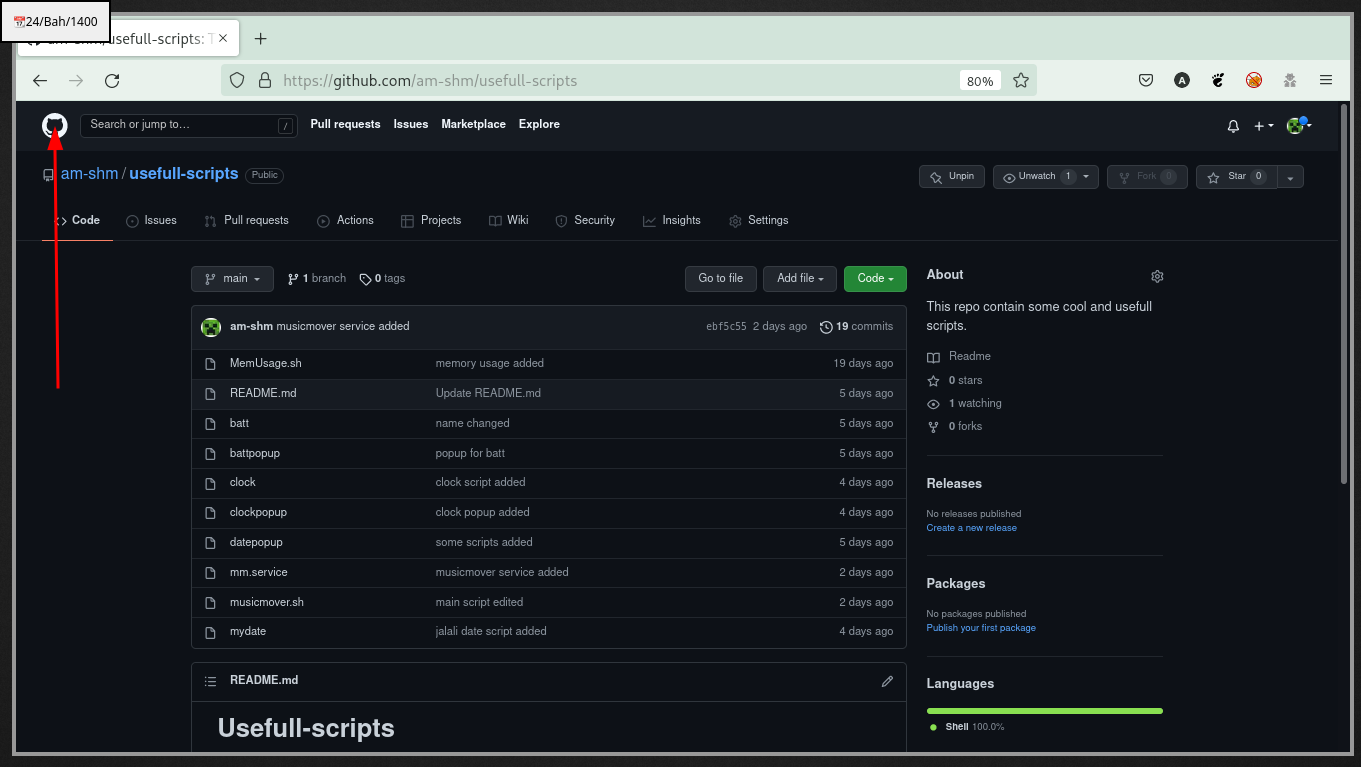 24/Bah/1400
am-shm/usefull-scripts: T
https://github.com/am-shm/usefull-scripts
80%
A
Search or jump to…
/
Pull requests
Issues
Marketplace
Explore
am-shm / usefull-scripts
Public
Unpin
Unwatch 1
Fork 0
Star 0
Code
Issues
Pull requests
Actions
Projects
Wiki
Security
Insights
Settings
main
1 branch
0 tags
Go to file
Add file
Code
am-shm musicmover service added
ebf5c55 2 days ago
19 commits
MemUsage.sh memory usage added 19 days ago
README.md Update README.md 5 days ago
batt name changed 5 days ago
battpopup popup for batt 5 days ago
clock clock script added 4 days ago
clockpopup clock popup added 4 days ago
datepopup some scripts added 5 days ago
mm.service musicmover service added 2 days ago
musicmover.sh main script edited 2 days ago
mydate jalali date script added 4 days ago
README.md
Usefull-scripts
About
This repo contain some cool and usefull
scripts.
Readme
0 stars
1 watching
0 forks
Releases
No releases published
Create a new release
Packages
No packages published
Publish your first package
Languages
Shell 100.0%